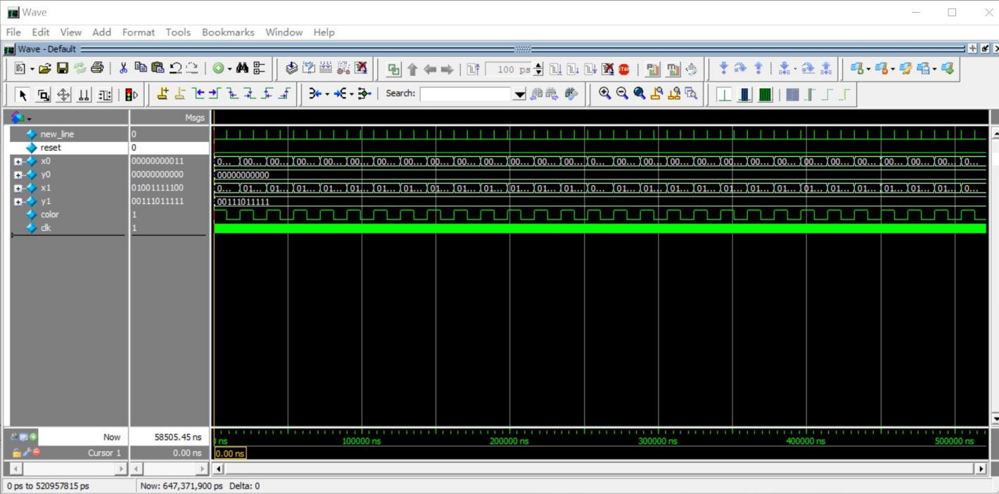 Wave
File Edit View Add Format Tools Bookmarks Window Help
Wave - Default
100 ps
Search:
Msgs
new_line 0
reset 0
x0 00000000011 0... 00... 00... 00... 00... 00... 00... 00... 00... 00... 00... 00... 00... 00... 0... 00... 00... 00... 00... 00... 00... 00... 00... 00... 00... 00... 00... 00... 0...
y0 00000000000 00000000000
x1 01001111100 0... 01... 01... 01... 01... 01... 01... 01... 01... 01... 01... 01... 01... 01... 0... 01... 01... 01... 01... 01... 01... 01... 01... 01... 01... 01... 01... 01... 0...
y1 00111011111 00111011111
color 1
clk 1
Now 58505.45 ns ns 100000 ns 200000 ns 300000 ns 400000 ns 500000 ns
Cursor 1 0.00 ns 0.00 ns
0 ps to 520957815 ps Now: 647,371,900 ps Delta: 0